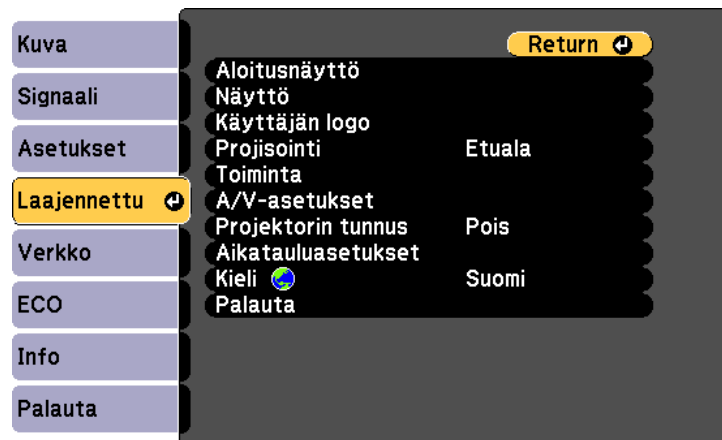 Kuva
Signaali
Asetukset
Laajennettu
Verkko
ECO
Info
Palauta
Return
Aloitusnäyttö
Näyttö
Käyttäjän logo
Projisointi Etuala
Toiminta
A/V-asetukset
Projektorin tunnus Pois
Aikatauluasetukset
Kieli Suomi
Palauta